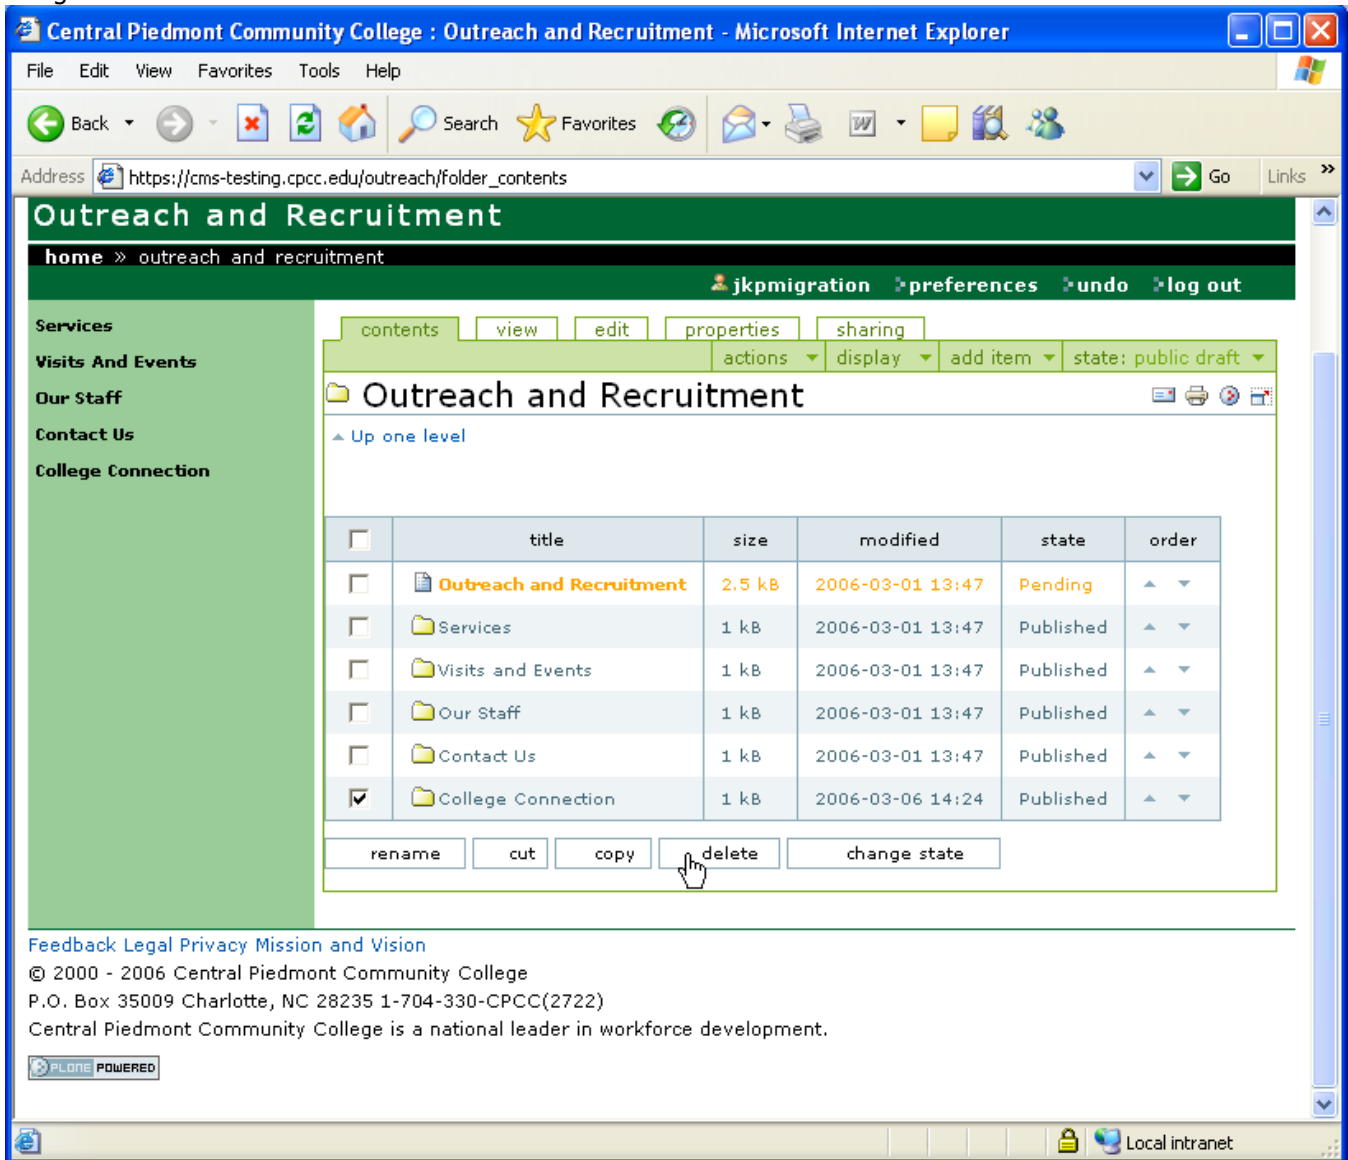 Central Piedmont Community College : Outreach and Recruitment - Microsoft Internet Explorer
File Edit View Favorites Tools Help
Back Search Favorites
Address https://cms-testing.cpcc.edu/outreach/folder_contents Go Links »
Outreach and Recruitment
home » outreach and recruitment
jkpmigration preferences undo log out
Services
Visits And Events
Our Staff
Contact Us
College Connection
contents view edit properties sharing
actions display add item state: public draft
Outreach and Recruitment
Up one level
title size modified state order
Outreach and Recruitment 2.5 kB 2006-03-01 13:47 Pending
Services 1 kB 2006-03-01 13:47 Published
Visits and Events 1 kB 2006-03-01 13:47 Published
Our Staff 1 kB 2006-03-01 13:47 Published
Contact Us 1 kB 2006-03-01 13:47 Published
College Connection 1 kB 2006-03-06 14:24 Published
rename cut copy delete change state
Feedback Legal Privacy Mission and Vision
© 2000 - 2006 Central Piedmont Community College
P.O. Box 35009 Charlotte, NC 28235 1-704-330-CPCC(2722)
Central Piedmont Community College is a national leader in workforce development.
PLONE POWERED
Local intranet